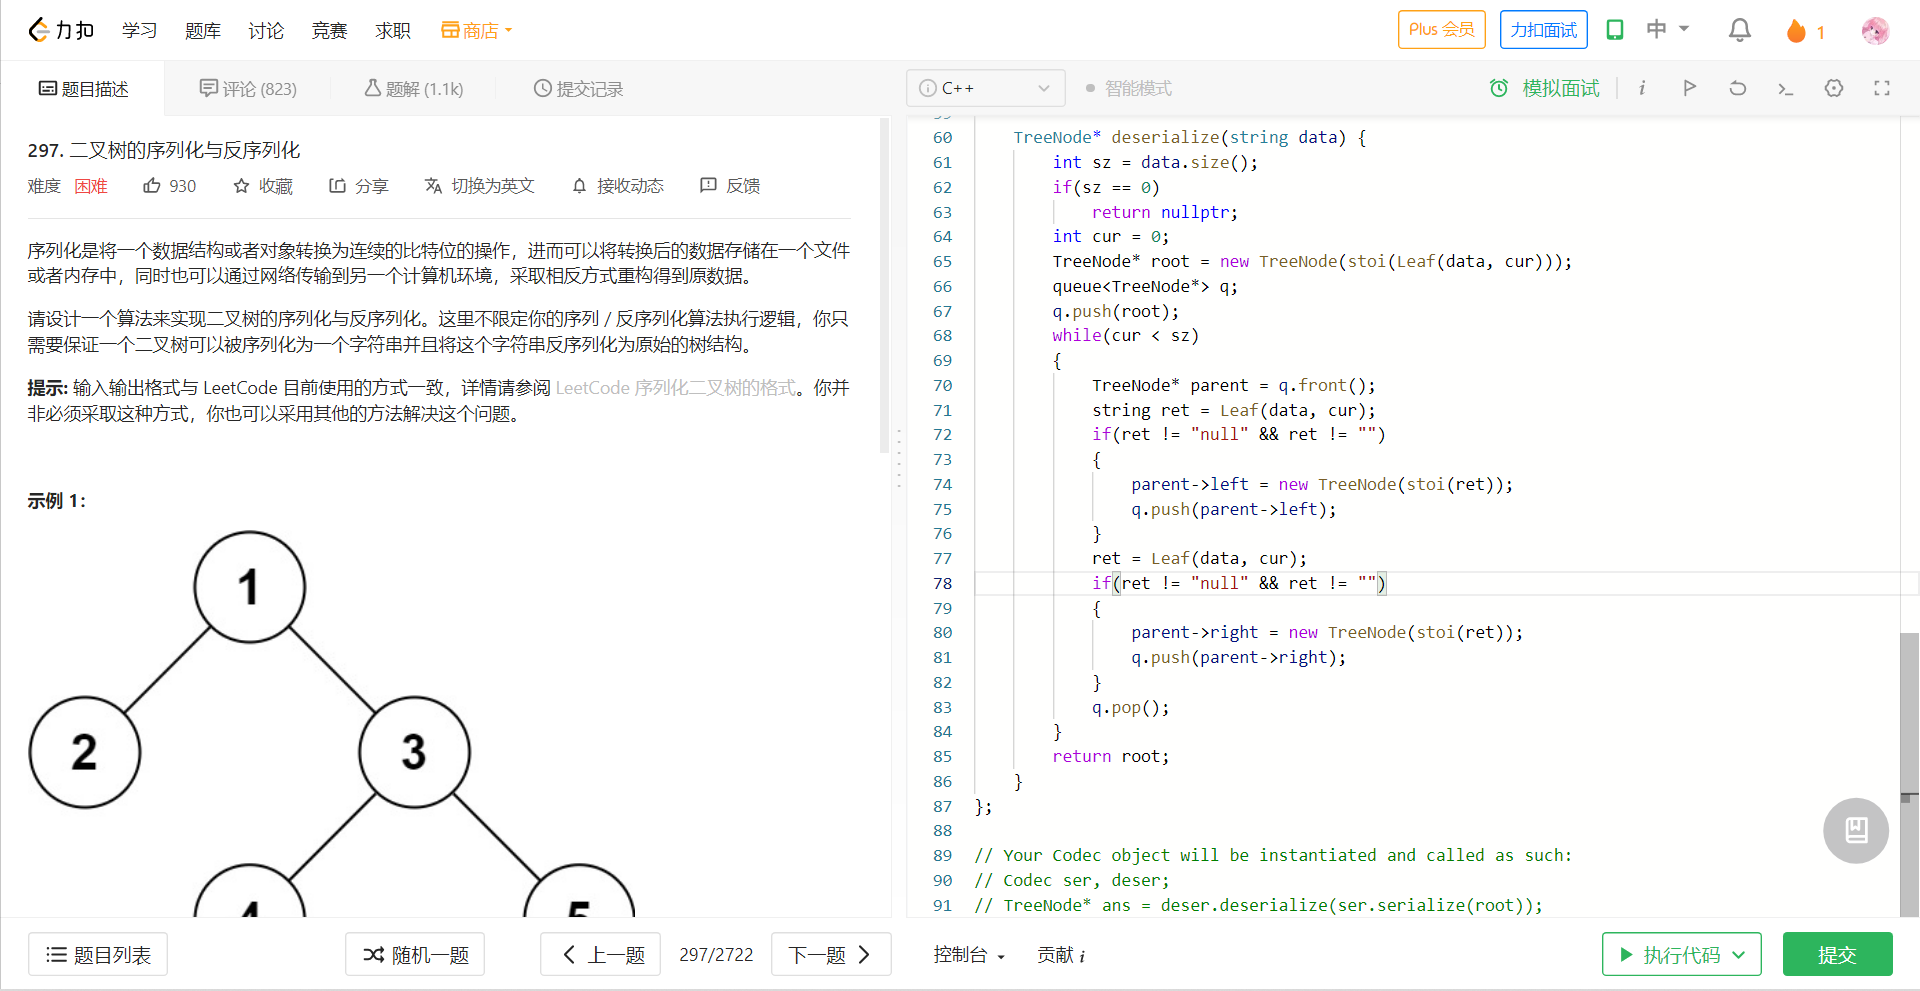 力扣 学习 题库 讨论 竞赛 求职 商店 Plus 会员 力扣面试 中 1
题目描述 评论 (823) 题解 (1.1k) 提交记录
297. 二叉树的序列化与反序列化
难度 困难 930 收藏 分享 切换为英文 接收动态 反馈
序列化是将一个数据结构或者对象转换为连续的比特位的操作，进而可以将转换后的数据存储在一个文件
或者内存中，同时也可以通过网络传输到另一个计算机环境，采取相反方式重构得到原数据。
请设计一个算法来实现二叉树的序列化与反序列化。这里不限定你的序列 / 反序列化算法执行逻辑，你只
需要保证一个二叉树可以被序列化为一个字符串并且将这个字符串反序列化为原始的树结构。
提示: 输入输出格式与 LeetCode 目前使用的方式一致，详情请参阅 LeetCode 序列化二叉树的格式。你并
非必须采取这种方式，你也可以采用其他的方法解决这个问题。
示例 1：
1
2 3
4 5
C++ 智能模式 模拟面试 i
60 TreeNode* deserialize(string data) {
61 int sz = data.size();
62 if(sz == 0)
63 return nullptr;
64 int cur = 0;
65 TreeNode* root = new TreeNode(stoi(Leaf(data, cur)));
66 queue<TreeNode*> q;
67 q.push(root);
68 while(cur < sz)
69 {
70 TreeNode* parent = q.front();
71 string ret = Leaf(data, cur);
72 if(ret != "null" && ret != "")
73 {
74 parent->left = new TreeNode(stoi(ret));
75 q.push(parent->left);
76 }
77 ret = Leaf(data, cur);
78 if(ret != "null" && ret != "")
79 {
80 parent->right = new TreeNode(stoi(ret));
81 q.push(parent->right);
82 }
83 q.pop();
84 }
85 return root;
86 }
87 };
88
89 // Your Codec object will be instantiated and called as such:
90 // Codec ser, deser;
91 // TreeNode* ans = deser.deserialize(ser.serialize(root));
题目列表 随机一题 上一题 297/2722 下一题 控制台 贡献 i 执行代码 提交